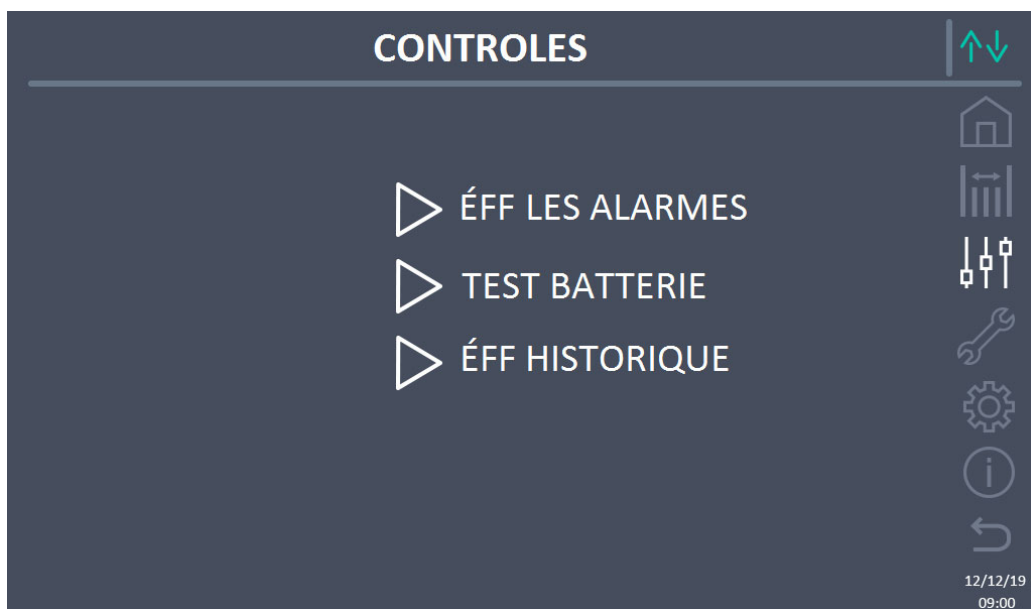 CONTROLES
ÉFF LES ALARMES
TEST BATTERIE
ÉFF HISTORIQUE
12/12/19
09:00